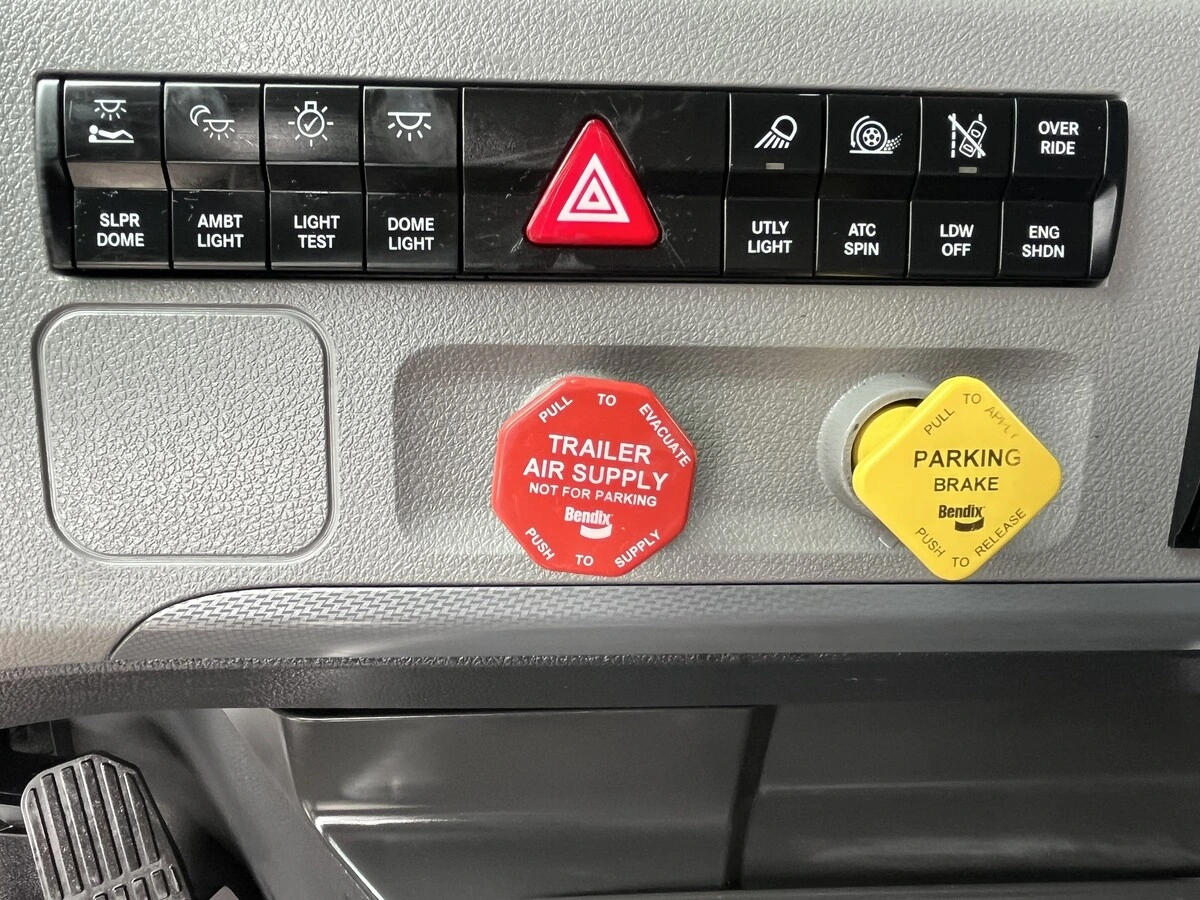 SLPR
DOME
AMBT
LIGHT
LIGHT
TEST
DOME
LIGHT
UTLY
LIGHT
ATC
SPIN
LDW
OFF
OVER
RIDE
ENG
SHDN
PULL TO EVACUATE
TRAILER
AIR SUPPLY
NOT FOR PARKING
Bendix
PUSH TO SUPPLY
PULL TO APPLY
PARKING
BRAKE
Bendix
PUSH TO RELEASE